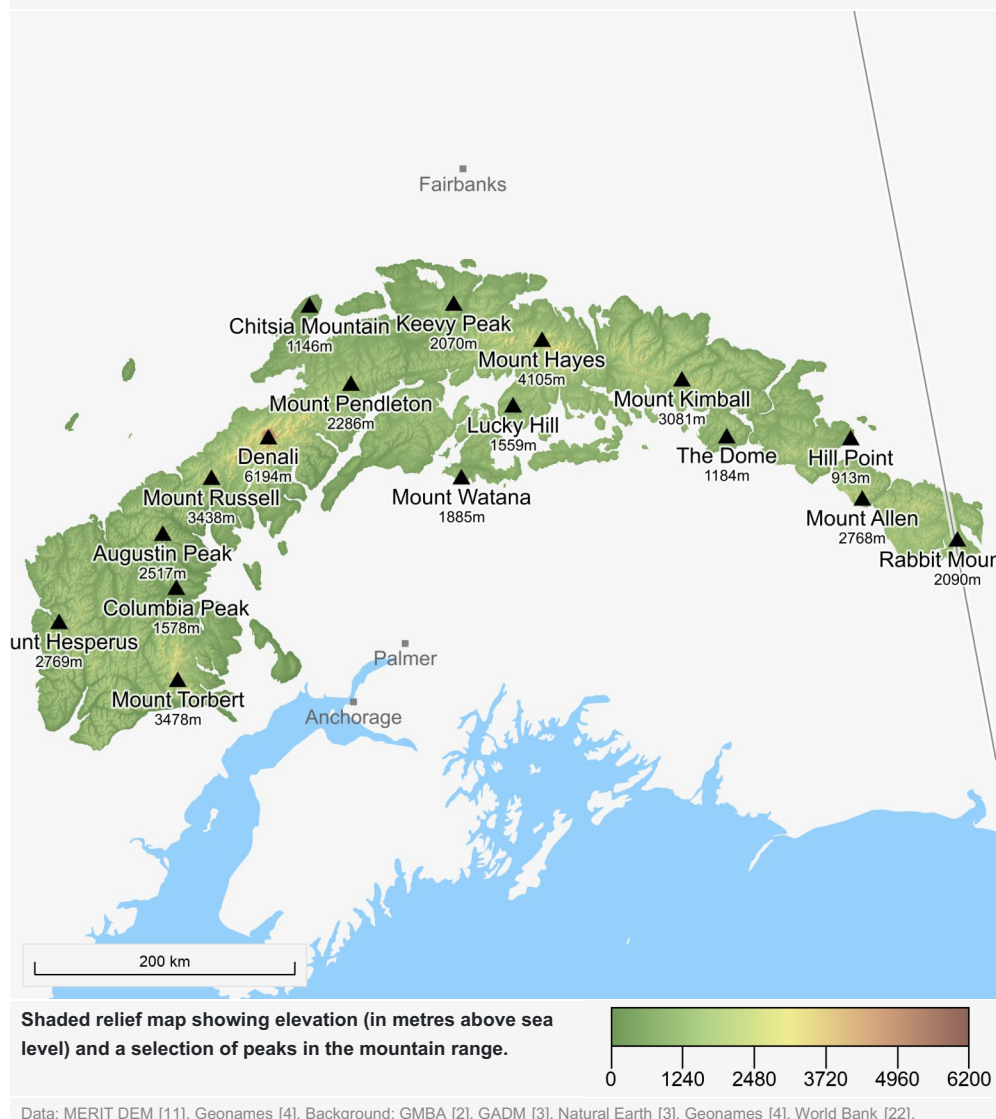 Fairbanks
Chitsia Mountain
1146m
Keevy Peak
2070m
Mount Hayes
4105m
Mount Pendleton
2286m
Mount Kimball
3081m
Lucky Hill
1559m
Denali
6194m
The Dome
1184m
Hill Point
913m
Mount Russell
3438m
Mount Watana
1885m
Mount Allen
2768m
Augustin Peak
2517m
Rabbit Moun
2090m
Columbia Peak
1578m
unt Hesperus
2769m
Mount Torbert
3478m
Palmer
Anchorage
200 km
Shaded relief map showing elevation (in metres above sea
level) and a selection of peaks in the mountain range.
0 1240 2480 3720 4960 6200
Data: MERIT DEM [11], Geonames [4]. Background: GMBA [2], GADM [3], Natural Earth [3], Geonames [4], World Bank [22].